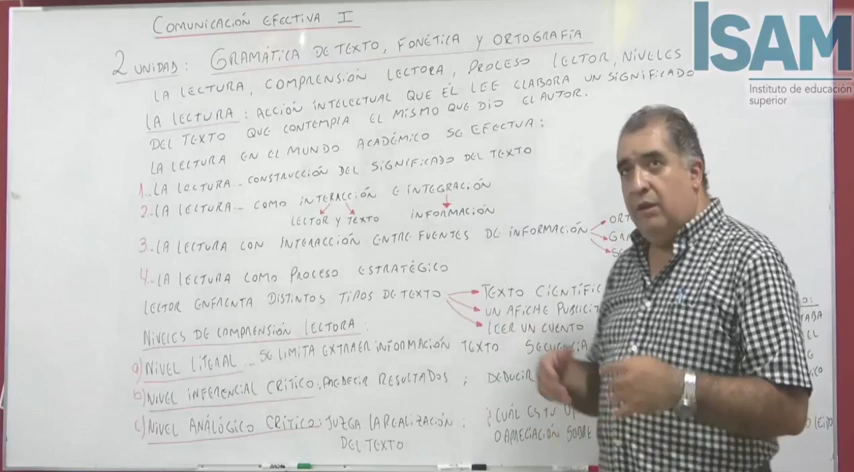 COMUNICACIÓN EFECTIVA I
ISAM
Instituto de educación
superior
2 UNIDAD: GRAMÁTICA DE TEXTO, FONÉTICA Y ORTOGRAFÍA
LA LECTURA, COMPRENSIÓN LECTORA, PROCESO LECTOR, NIVELES
LA LECTURA: ACCIÓN INTELECTUAL QUE ÉL LEE ELABORA UN SIGNIFICADO
DEL TEXTO QUE CONTEMPLA EL MISMO QUE DIO EL AUTOR.
LA LECTURA EN EL MUNDO ACADÉMICO SE EFECTUA:
1. LA LECTURA - CONSTRUCCIÓN DEL SIGNIFICADO DEL TEXTO
2. LA LECTURA - COMO INTERACCIÓN E INTEGRACIÓN
LECTOR Y TEXTO INFORMACIÓN
3. LA LECTURA CON INTERACCIÓN ENTRE FUENTES DE INFORMACIÓN
4. LA LECTURA COMO PROCESO ESTRATÉGICO
LECTOR ENFRENTA DISTINTOS TIPOS DE TEXTO TEXTO CIENTÍFIC
UN AFICHE PUBLICIT
LEER UN CUENTO
NIVELES DE COMPRENSIÓN LECTORA:
a) NIVEL LITERAL - SE LIMITA EXTRAER INFORMACIÓN TEXTO SECUENCIA
b) NIVEL INFERENCIAL CRÍTICO: PREDECIR RESULTADOS; DEDUCIR
c) NIVEL ANALÓGICO CRÍTICO: JUZGA LA REALIZACIÓN: ¿CUÁL ES TU
DEL TEXTO O APRECIACIÓN SOBRE